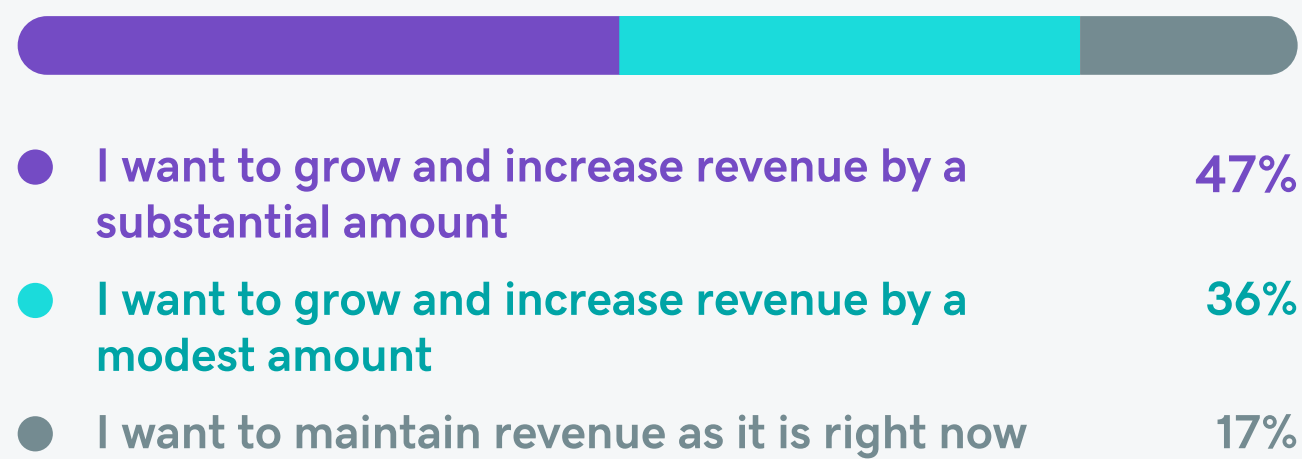 I want to grow and increase revenue by a
substantial amount
47%
I want to grow and increase revenue by a
modest amount
36%
I want to maintain revenue as it is right now
17%